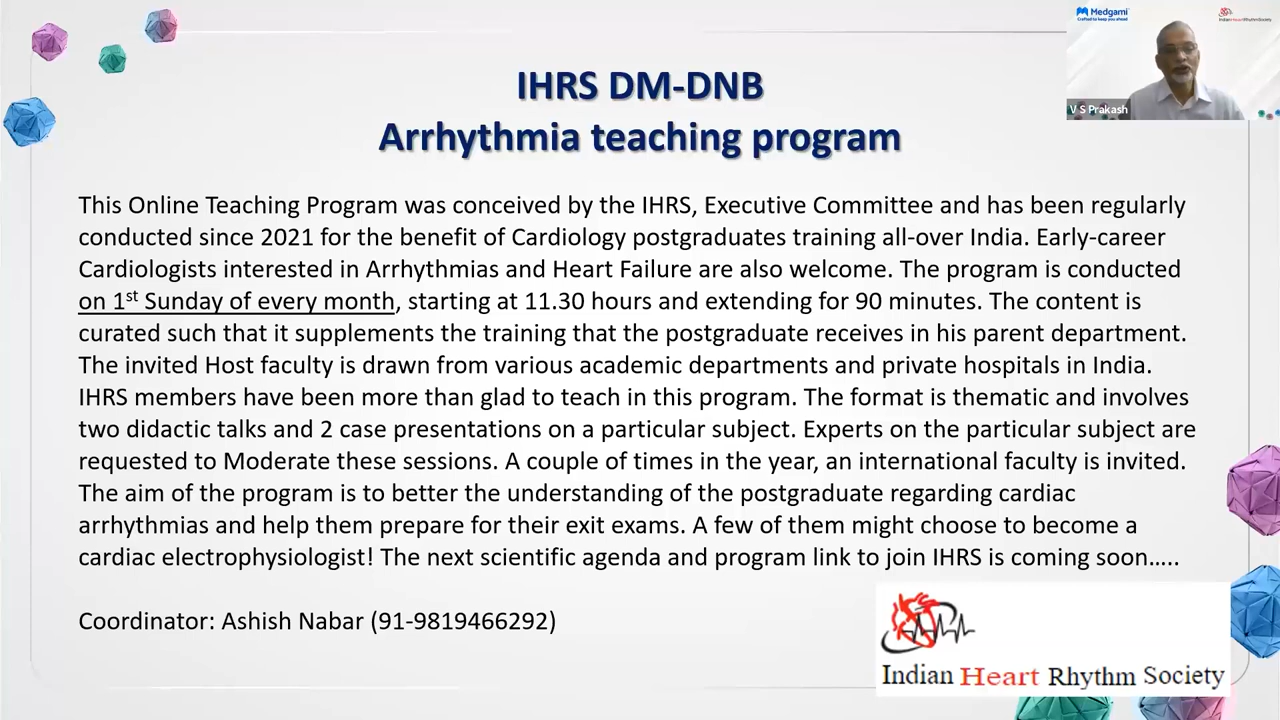 IHRS DM-DNB
Arrhythmia teaching program
Medgami
Crafted to keep you ahead
IndianHeartRhythmSociety
V S Prakash
This Online Teaching Program was conceived by the IHRS, Executive Committee and has been regularly
conducted since 2021 for the benefit of Cardiology postgraduates training all-over India. Early-career
Cardiologists interested in Arrhythmias and Heart Failure are also welcome. The program is conducted
on 1st Sunday of every month, starting at 11.30 hours and extending for 90 minutes. The content is
curated such that it supplements the training that the postgraduate receives in his parent department.
The invited Host faculty is drawn from various academic departments and private hospitals in India.
IHRS members have been more than glad to teach in this program. The format is thematic and involves
two didactic talks and 2 case presentations on a particular subject. Experts on the particular subject are
requested to Moderate these sessions. A couple of times in the year, an international faculty is invited.
The aim of the program is to better the understanding of the postgraduate regarding cardiac
arrhythmias and help them prepare for their exit exams. A few of them might choose to become a
cardiac electrophysiologist! The next scientific agenda and program link to join IHRS is coming soon…..
Coordinator: Ashish Nabar (91-9819466292)
Indian Heart Rhythm Society